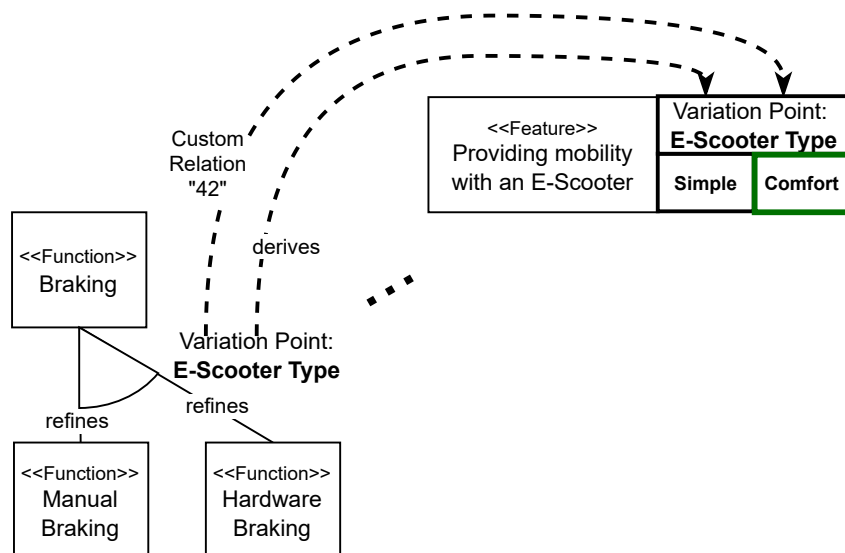 Custom
Relation
"42"
derives
<<Feature>>
Providing mobility
with an E-Scooter
Variation Point:
E-Scooter Type
Simple
Comfort
<<Function>>
Braking
Variation Point:
E-Scooter Type
refines
refines
<<Function>>
Manual
Braking
<<Function>>
Hardware
Braking